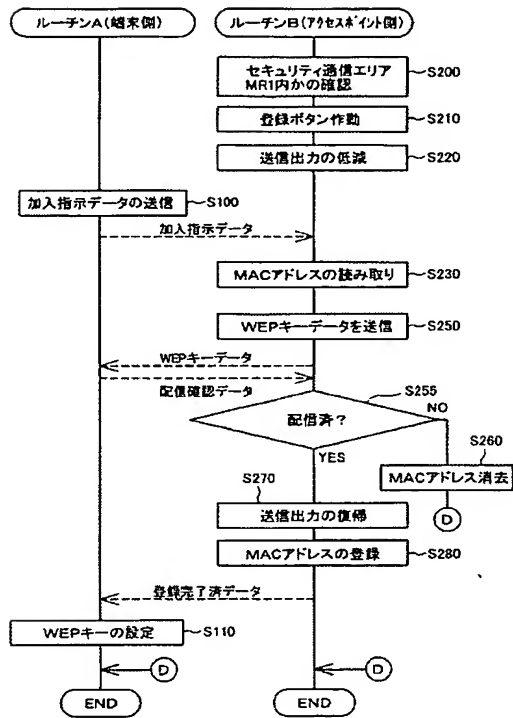 ルーチンA(端末側)
ルーチンB(アクセスポイント側)
セキュリティ通信エリア
MR1内かの確認
S200
登録ボタン作動
S210
送信出力の低減
S220
加入指示データの送信
S100
加入指示データ
MACアドレスの読み取り
S230
WEPキーデータを送信
S250
WEPキーデータ
配信確認データ
S255
配信済?
NO
YES
S260
MACアドレス消去
D
S270
送信出力の復帰
MACアドレスの登録
S280
登録完了済データ
WEPキーの設定
S110
D
D
END
END